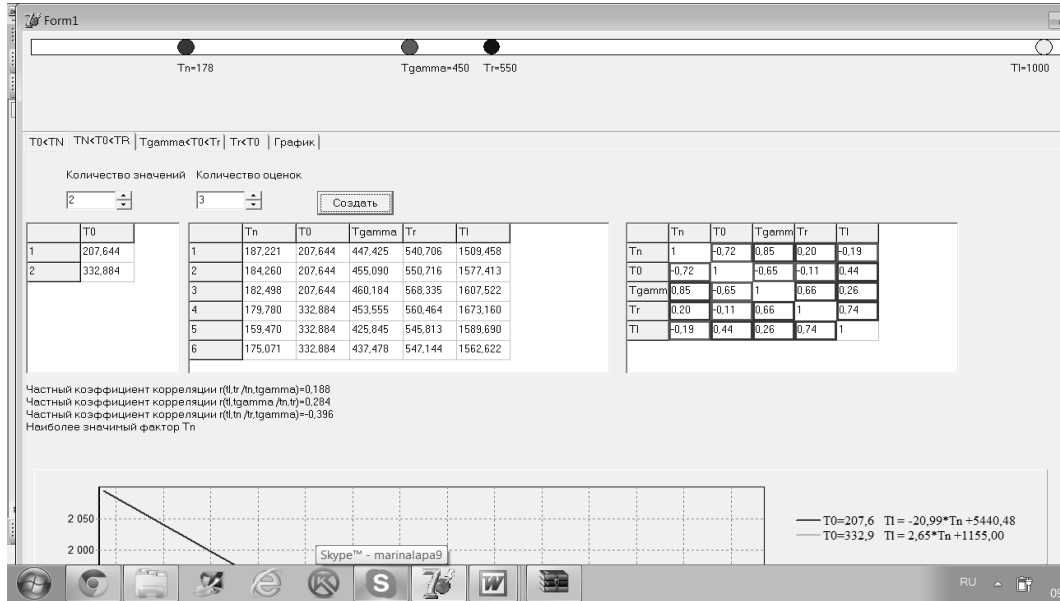 Form1
Tn=178 Tgamma=450 Tr=550 Tl=1000
T0<TN TN<T0<TR Tgamma<T0<Tr Tr<T0 График
Количество значений Количество оценок
2 3 Создать
T0
1 207,644
2 332,884
Tn T0 Tgamma Tr Tl
1 187,221 207,644 447,425 540,706 1509,458
2 184,260 207,644 455,090 550,716 1577,413
3 182,498 207,644 460,184 568,335 1607,522
4 179,780 332,884 453,555 560,464 1673,160
5 159,470 332,884 425,845 545,813 1589,690
6 175,071 332,884 437,478 547,144 1562,622
Tn T0 Tgamm Tr Tl
Tn 1 -0,72 0,85 0,20 -0,19
T0 -0,72 1 -0,65 -0,11 0,44
Tgamm 0,85 -0,65 1 0,66 0,26
Tr 0,20 -0,11 0,66 1 0,74
Tl -0,19 0,44 0,26 0,74 1
Частный коэффициент корреляции r(tl,tr /tn,tgamma)=0,188
Частный коэффициент корреляции r(tl,tgamma /tn,tr)=0,284
Частный коэффициент корреляции r(tl,tn /tr,tgamma)=-0,396
Наиболее значимый фактор Tn
2 050
2 000
T0=207,6 Tl = -20,99*Tn +5440,48
T0=332,9 Tl = 2,65*Tn +1155,00
Skype™ - marinalapa9
RU